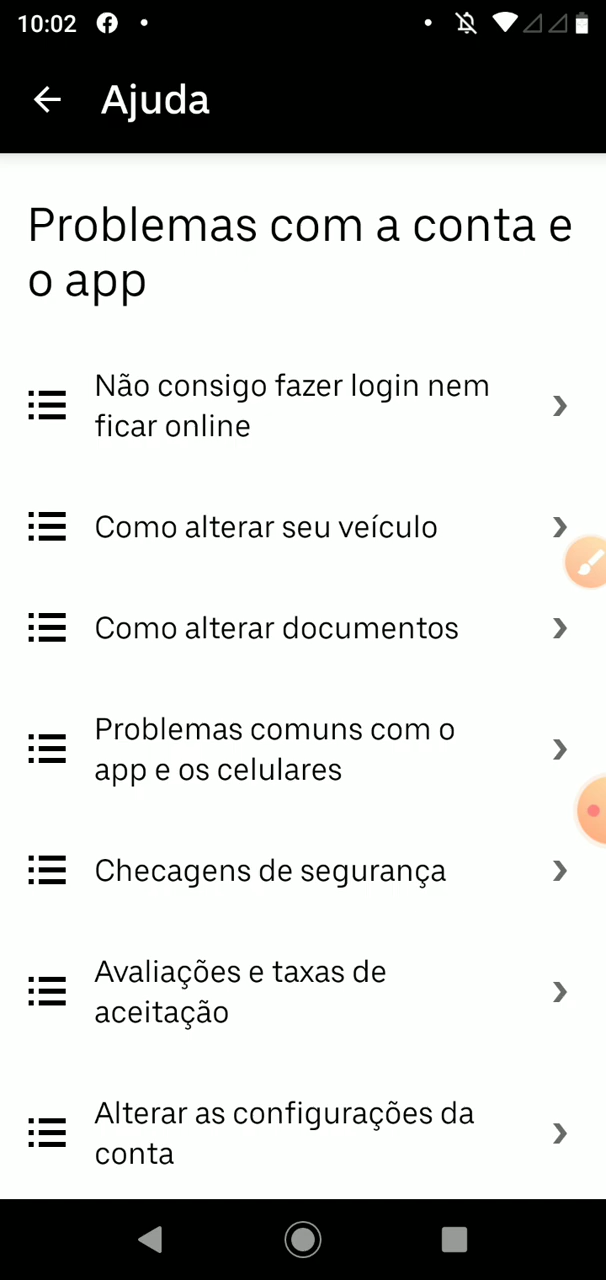 10:02
Ajuda
Problemas com a conta e
o app
Não consigo fazer login nem
ficar online
Como alterar seu veículo
Como alterar documentos
Problemas comuns com o
app e os celulares
Checagens de segurança
Avaliações e taxas de
aceitação
Alterar as configurações da
conta